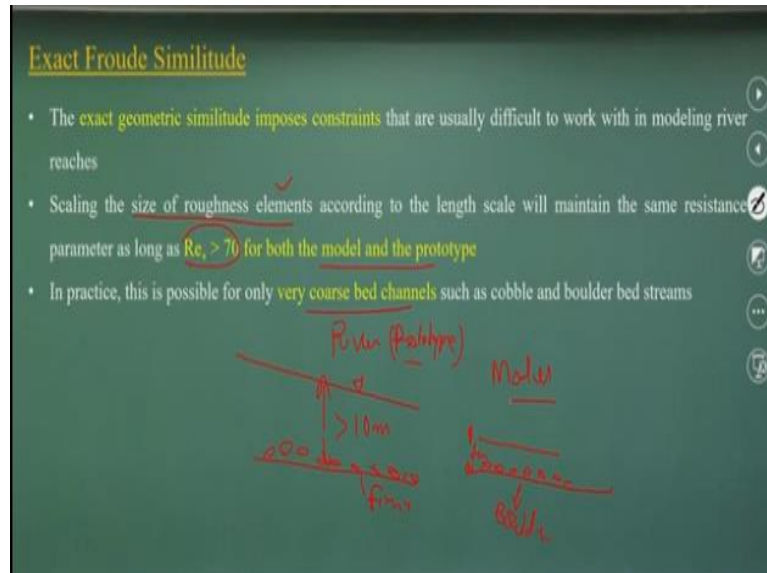 Exact Froude Similitude
• The exact geometric similitude imposes constraints that are usually difficult to work with in modeling river
reaches
• Scaling the size of roughness elements according to the length scale will maintain the same resistance
parameter as long as Re* > 70 for both the model and the prototype
• In practice, this is possible for only very coarse bed channels such as cobble and boulder bed streams
River (Prototype)
Model
>10m